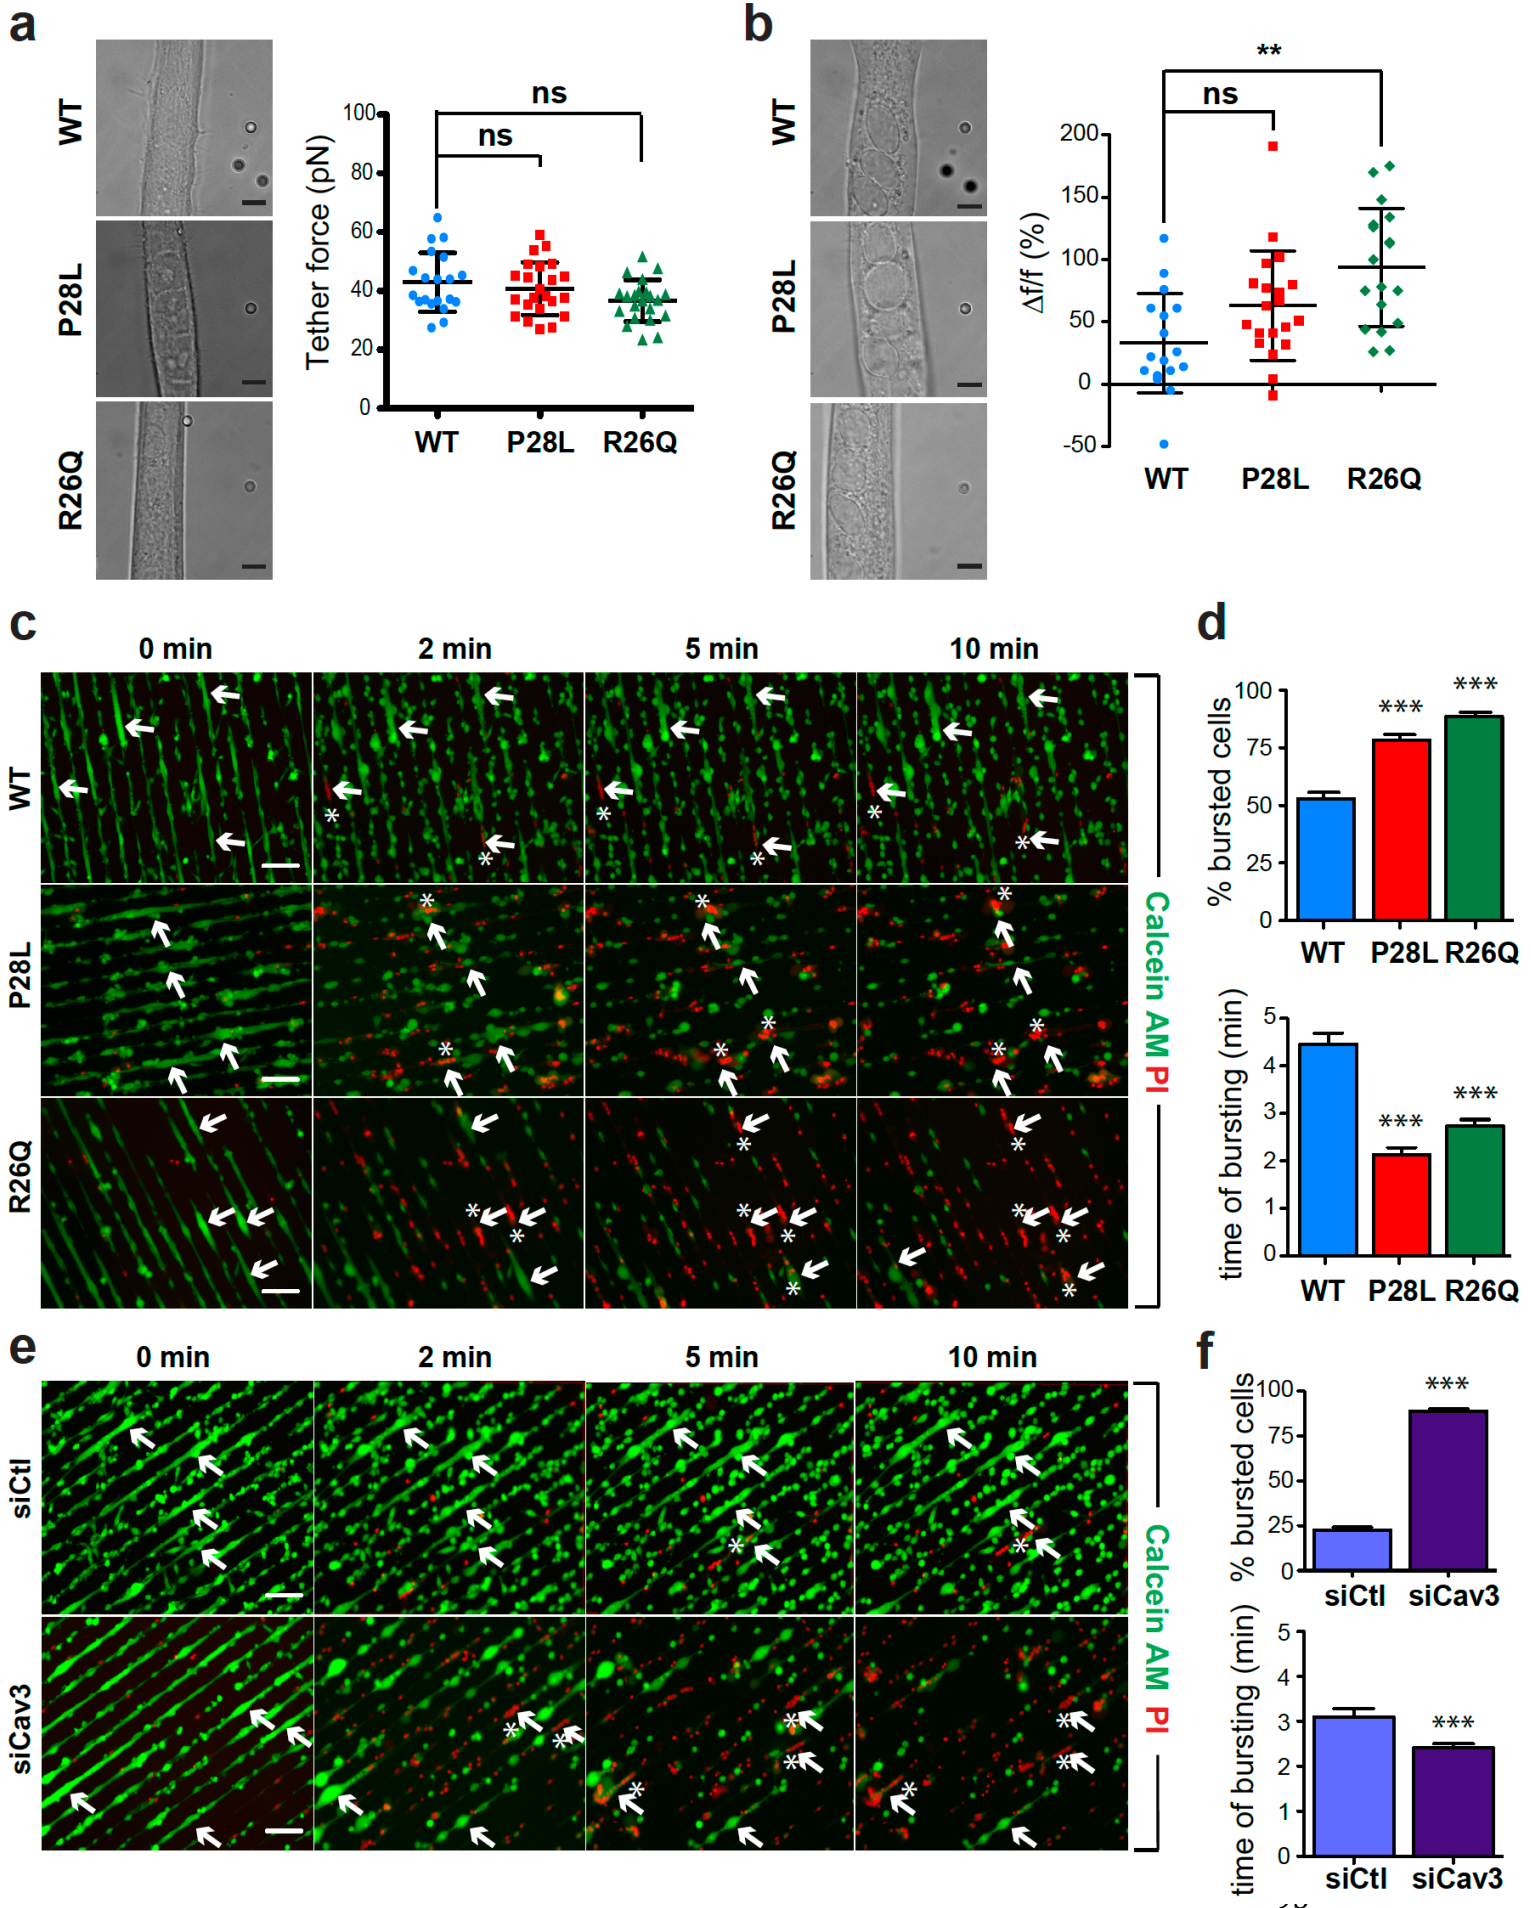 a
WT
P28L
R26Q
Tether force (pN)
100
80
60
40
20
0
ns
ns
WT P28L R26Q
b
WT
P28L
R26Q
Δf/f (%)
200
150
100
50
0
-50
**
ns
WT P28L R26Q
c
0 min 2 min 5 min 10 min
WT
*
*
*
*
*
*
P28L
*
*
*
*
*
*
*
*
R26Q
*
*
*
*
*
*
*
*
*
*
Calcein AM PI
d
% bursted cells
100
75
50
25
0
***
***
WT P28L R26Q
time of bursting (min)
5
4
3
2
1
0
***
***
WT P28L R26Q
e
0 min 2 min 5 min 10 min
siCtl
*
*
siCav3
*
*
*
*
*
*
*
*
Calcein AM PI
f
% bursted cells
100
75
50
25
0
***
siCtl siCav3
time of bursting (min)
5
4
3
2
1
0
***
siCtl siCav3